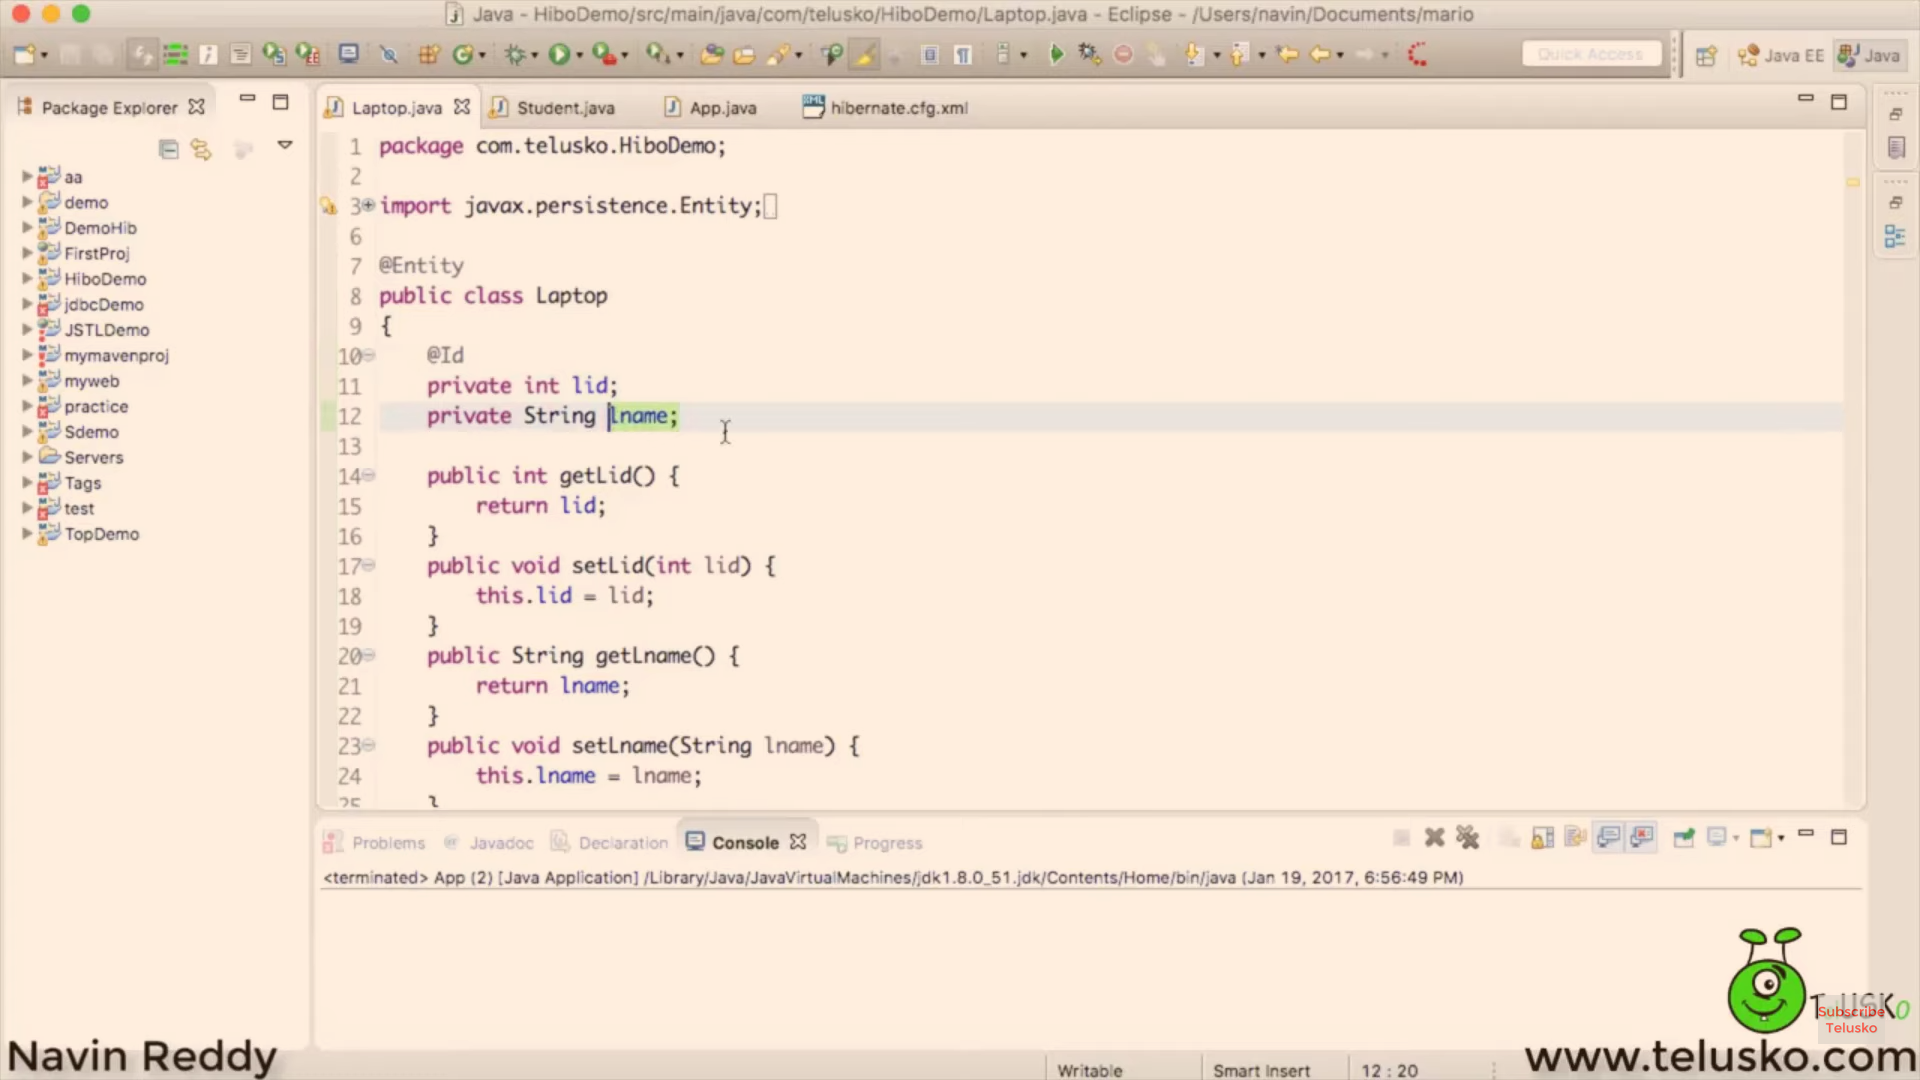 Java - HiboDemo/src/main/java/com/telusko/HiboDemo/Laptop.java - Eclipse - /Users/navin/Documents/mario
Quick Access
Java EE
Java
Package Explorer
Laptop.java
Student.java
App.java
hibernate.cfg.xml
aa
demo
DemoHib
FirstProj
HiboDemo
jdbcDemo
JSTLDemo
mymavenproj
myweb
practice
Sdemo
Servers
Tags
test
TopDemo
1 package com.telusko.HiboDemo;
2
3 import javax.persistence.Entity;
6
7 @Entity
8 public class Laptop
9 {
10 @Id
11 private int lid;
12 private String lname;
13
14 public int getLid() {
15 return lid;
16 }
17 public void setLid(int lid) {
18 this.lid = lid;
19 }
20 public String getLname() {
21 return lname;
22 }
23 public void setLname(String lname) {
24 this.lname = lname;
25 }
Problems
@ Javadoc
Declaration
Console
Progress
<terminated> App (2) [Java Application] /Library/Java/JavaVirtualMachines/jdk1.8.0_51.jdk/Contents/Home/bin/java (Jan 19, 2017, 6:56:49 PM)
Subscribe
Telusko
Navin Reddy
www.telusko.com
Writable
Smart Insert
12 : 20